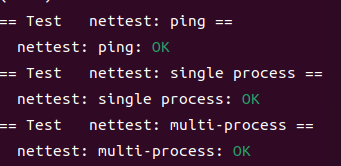 == Test   nettest: ping ==
  nettest: ping: OK
== Test   nettest: single process ==
  nettest: single process: OK
== Test   nettest: multi-process ==
  nettest: multi-process: OK